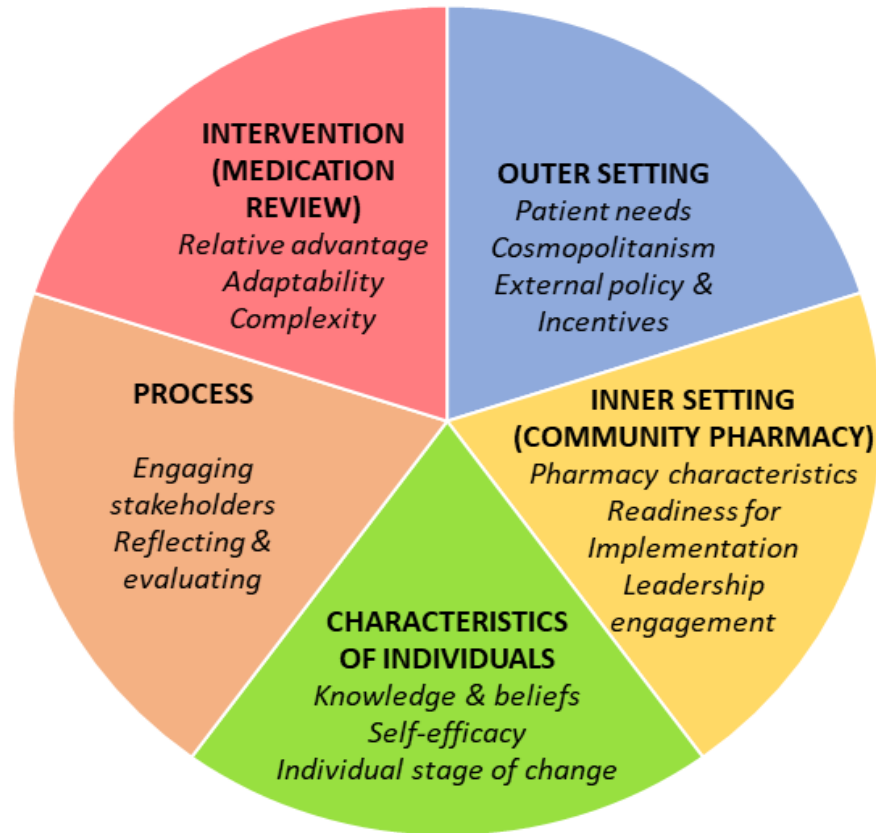 INTERVENTION
(MEDICATION
REVIEW)
Relative advantage
Adaptability
Complexity
OUTER SETTING
Patient needs
Cosmopolitanism
External policy &
Incentives
INNER SETTING
(COMMUNITY PHARMACY)
Pharmacy characteristics
Readiness for
Implementation
Leadership
engagement
CHARACTERISTICS
OF INDIVIDUALS
Knowledge & beliefs
Self-efficacy
Individual stage of change
PROCESS
Engaging
stakeholders
Reflecting &
evaluating